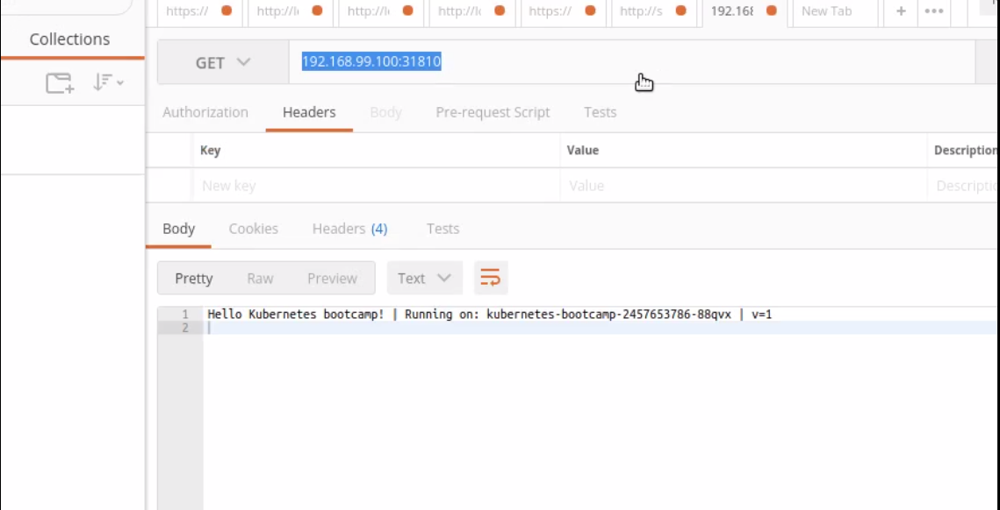 https:// http://l http://l http://lo https:// http://s 192.168 New Tab + •••
Collections
GET 192.168.99.100:31810
Authorization Headers Body Pre-request Script Tests
Key Value Description
New key Value Descriptic
Body Cookies Headers (4) Tests
Pretty Raw Preview Text
1 Hello Kubernetes bootcamp! | Running on: kubernetes-bootcamp-2457653786-88qvx | v=1
2